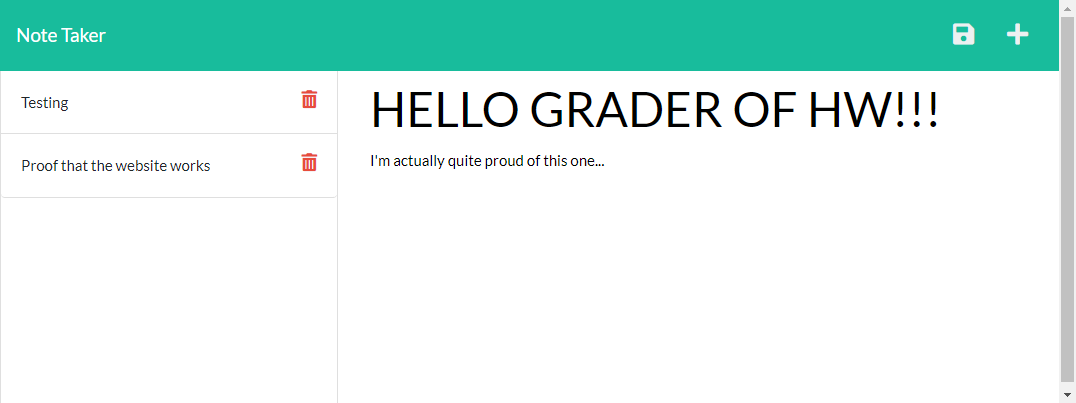 Note Taker
Testing
Proof that the website works
HELLO GRADER OF HW!!!
I'm actually quite proud of this one...